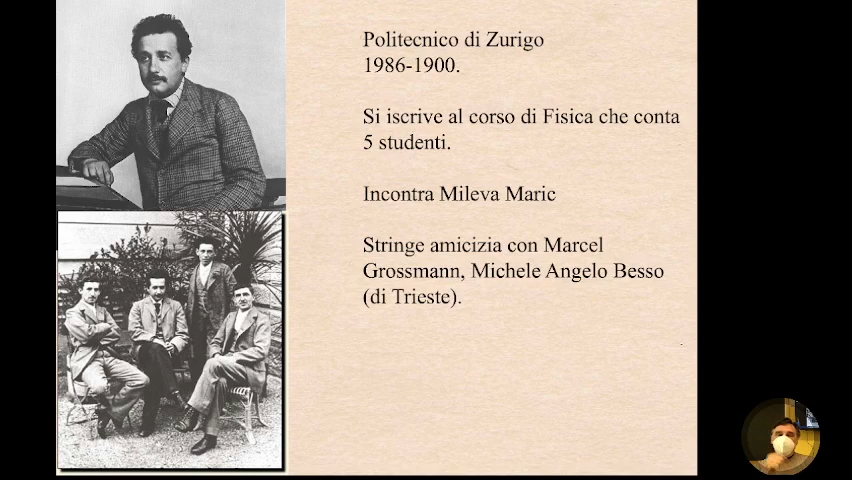 Politecnico di Zurigo
1986-1900.
Si iscrive al corso di Fisica che conta
5 studenti.
Incontra Mileva Maric
Stringe amicizia con Marcel
Grossmann, Michele Angelo Besso
(di Trieste).